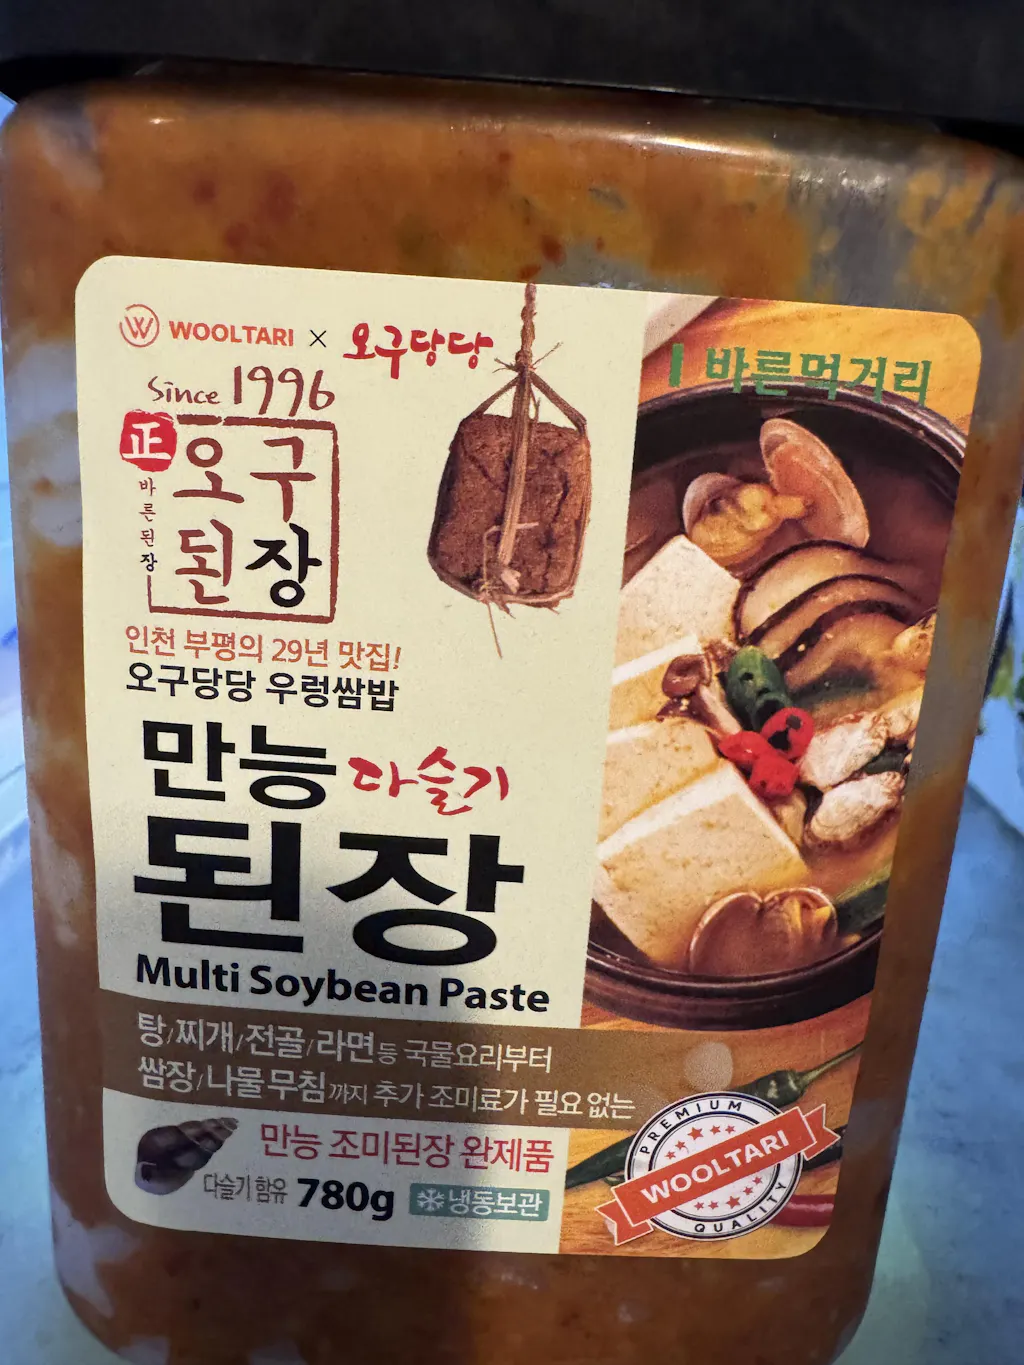 WOOLTARI × 오구당당
Since 1996
正 바른된장
오구
된장
인천 부평의 29년 맛집!
오구당당 우렁쌈밥
만능 다슬기
된장
Multi Soybean Paste
탕/찌개/전골/라면 등 국물요리부터
쌈장/나물무침까지 추가 조미료가 필요 없는
만능 조미된장 완제품
다슬기 함유 780g 냉동보관
바른먹거리
PREMIUM
WOOLTARI
QUALITY